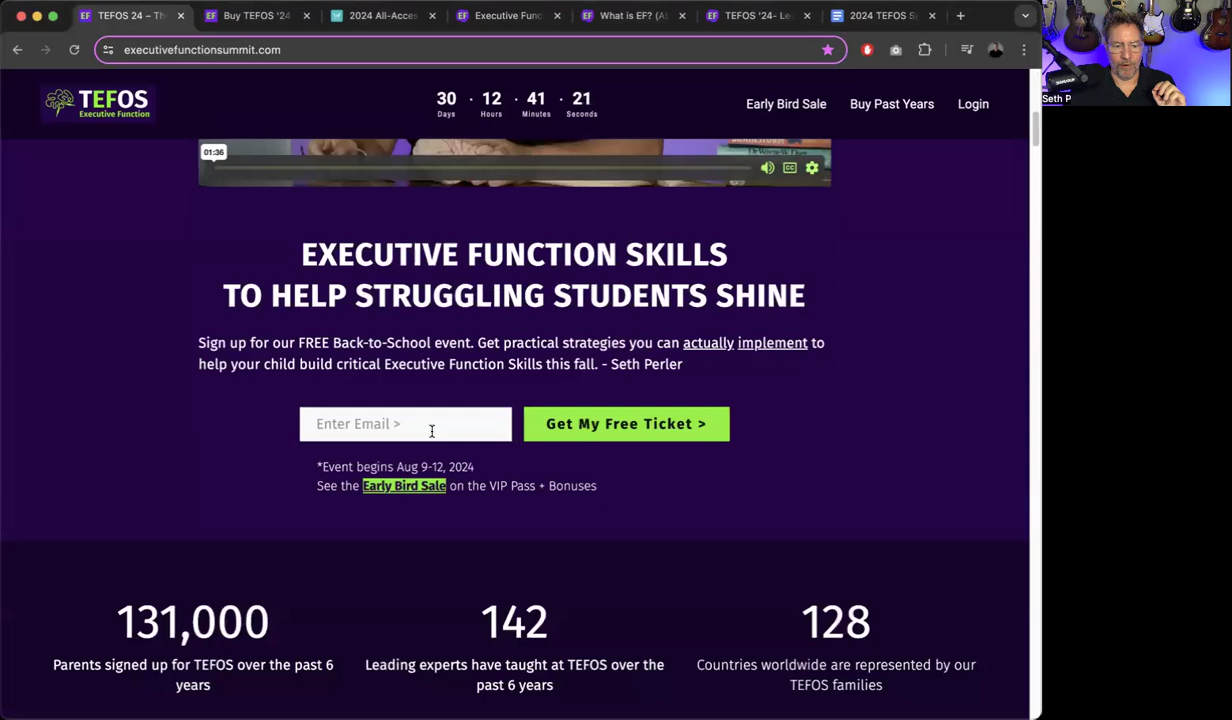 TEFOS 24 – Th
Buy TEFOS '24
2024 All-Acces
Executive Func
What is EF? (A
TEFOS '24- Le
2024 TEFOS S
executivefunctionsummit.com
SHURE
Seth P
TEFOS
Executive Function
30 · 12 · 41 · 21
Days Hours Minutes Seconds
Early Bird Sale
Buy Past Years
Login
01:36
CC
EXECUTIVE FUNCTION SKILLS
TO HELP STRUGGLING STUDENTS SHINE
Sign up for our FREE Back-to-School event. Get practical strategies you can actually implement to
help your child build critical Executive Function Skills this fall. - Seth Perler
Enter Email >
Get My Free Ticket >
*Event begins Aug 9-12, 2024
See the Early Bird Sale on the VIP Pass + Bonuses
131,000
Parents signed up for TEFOS over the past 6
years
142
Leading experts have taught at TEFOS over the
past 6 years
128
Countries worldwide are represented by our
TEFOS families